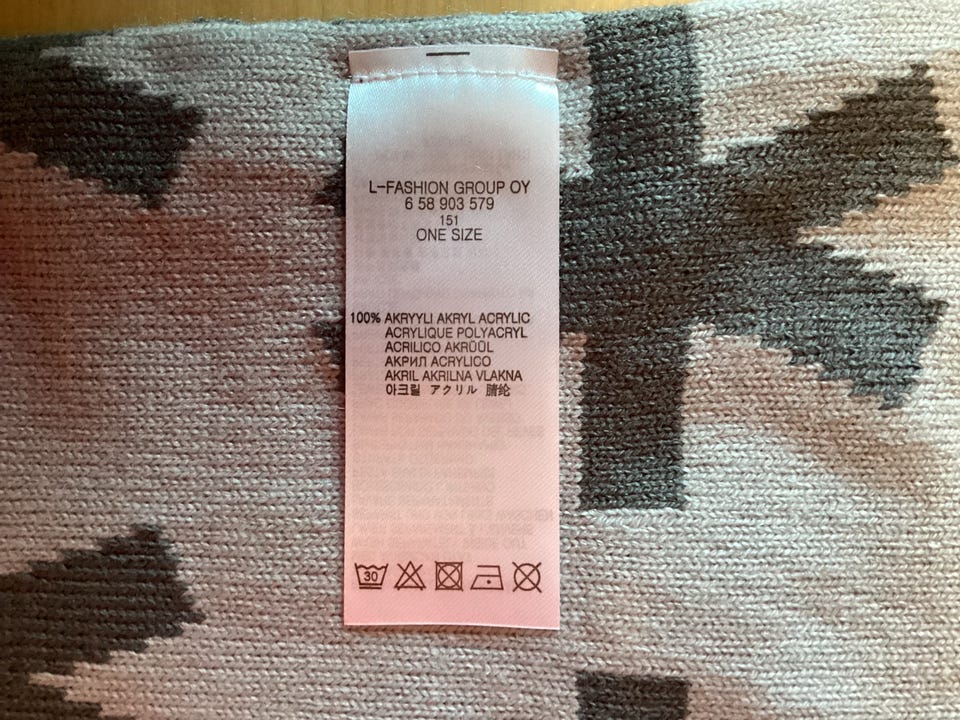 L-FASHION GROUP OY
6 58 903 579
151
ONE SIZE
100% AKRYYLI AKRYL ACRYLIC
ACRYLIQUE POLYACRYL
ACRILICO AKRÜÜL
АКРИЛ ACRYLICO
AKRIL AKRILNA VLAKNA
아크릴 アクリル 腈纶
30